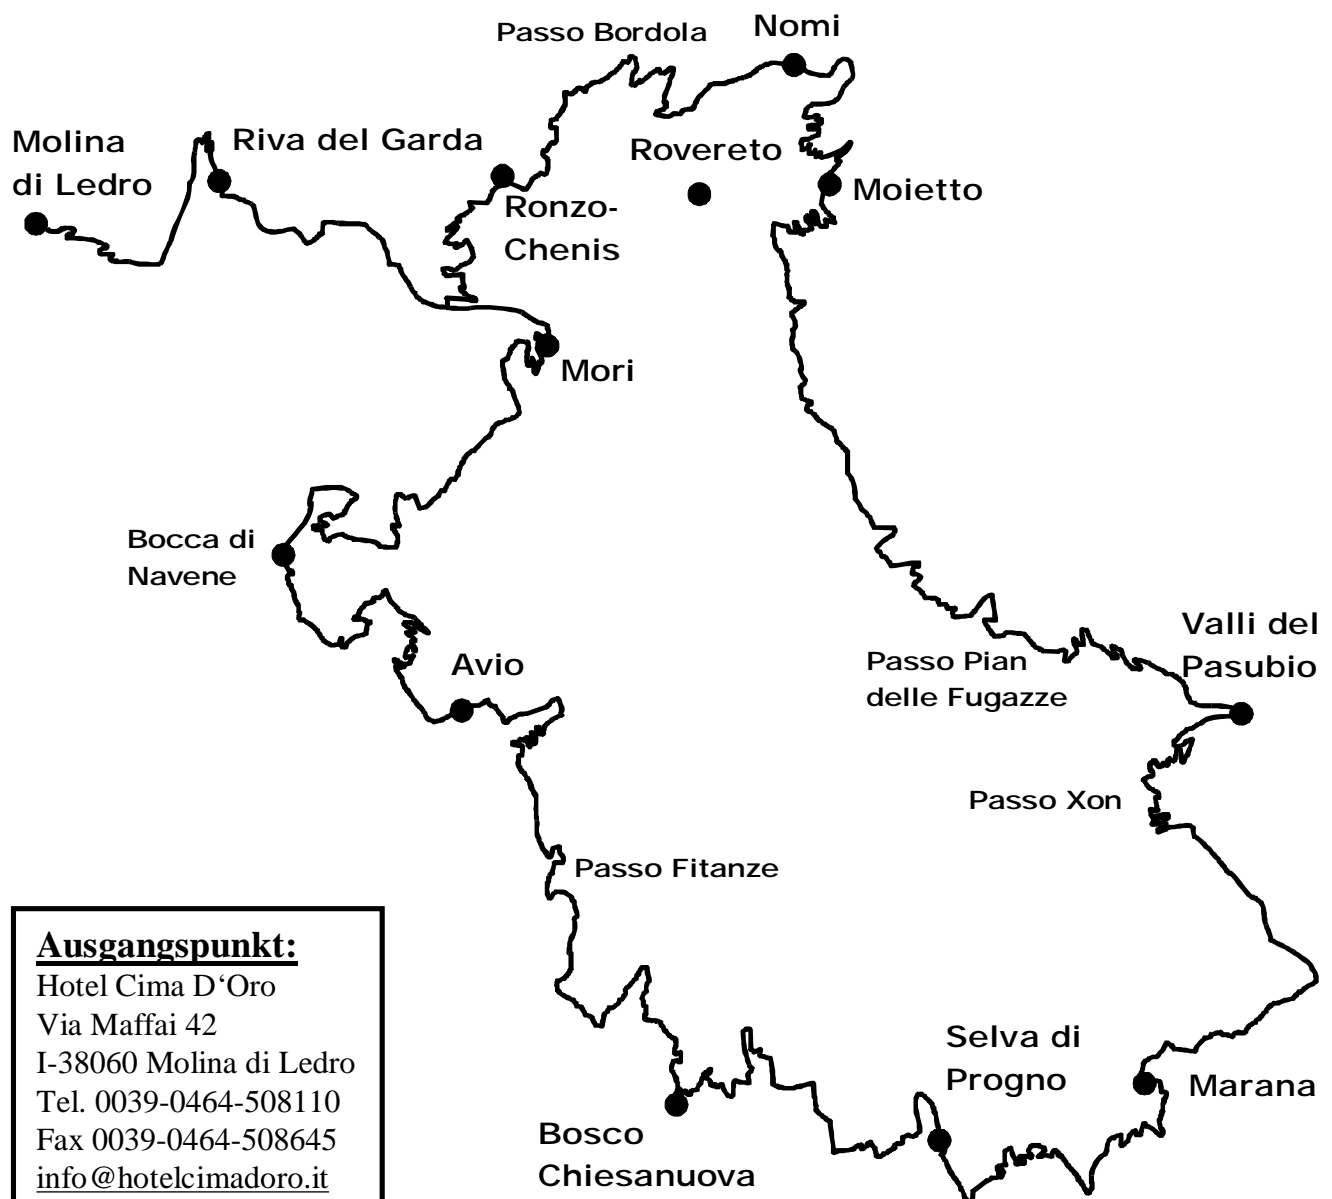 Passo Bordola
Nomi
Molina
di Ledro
Riva del Garda
Rovereto
Ronzo-
Chenis
Moietto
Mori
Bocca di
Navene
Avio
Passo Pian
delle Fugazze
Valli del
Pasubio
Passo Xon
Passo Fitanze
Selva di
Progno
Marana
Bosco
Chiesanuova
Ausgangspunkt:
Hotel Cima D‘Oro
Via Maffai 42
I-38060 Molina di Ledro
Tel. 0039-0464-508110
Fax 0039-0464-508645
info@hotelcimadoro.it